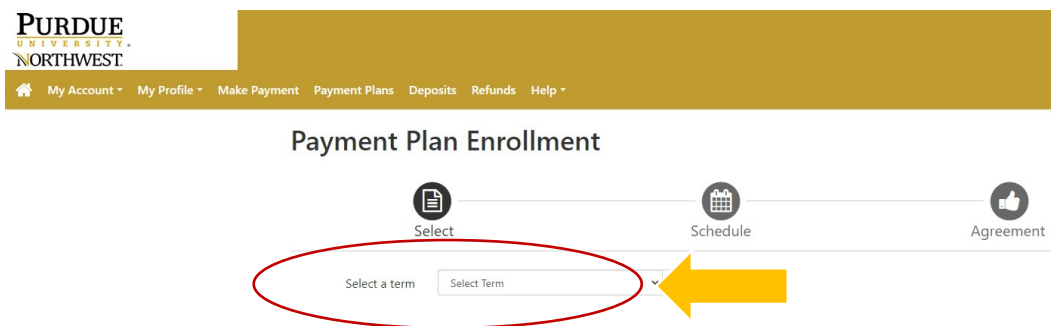 PURDUE
UNIVERSITY®
NORTHWEST
My Account My Profile Make Payment Payment Plans Deposits Refunds Help
Payment Plan Enrollment
Select Schedule Agreement
Select a term Select Term